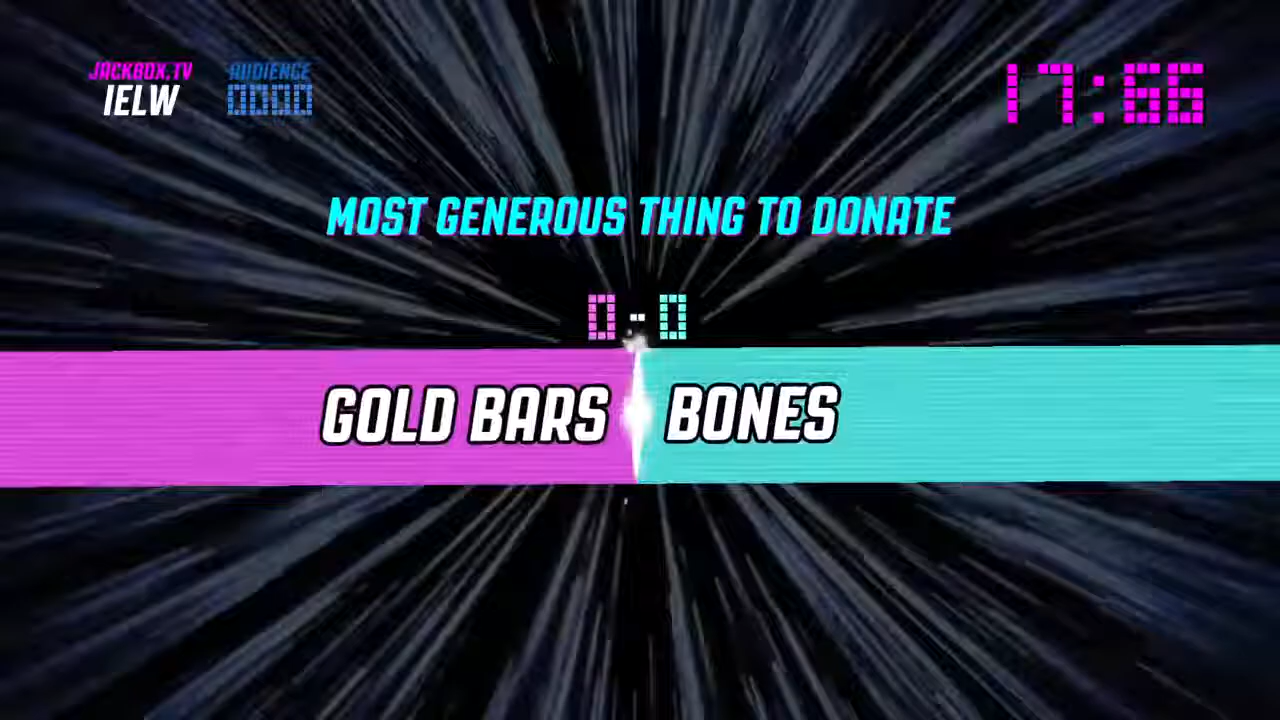 JACKBOX.TV
IELW
AUDIENCE
0000
17:66
MOST GENEROUS THING TO DONATE
0-0
GOLD BARS
BONES